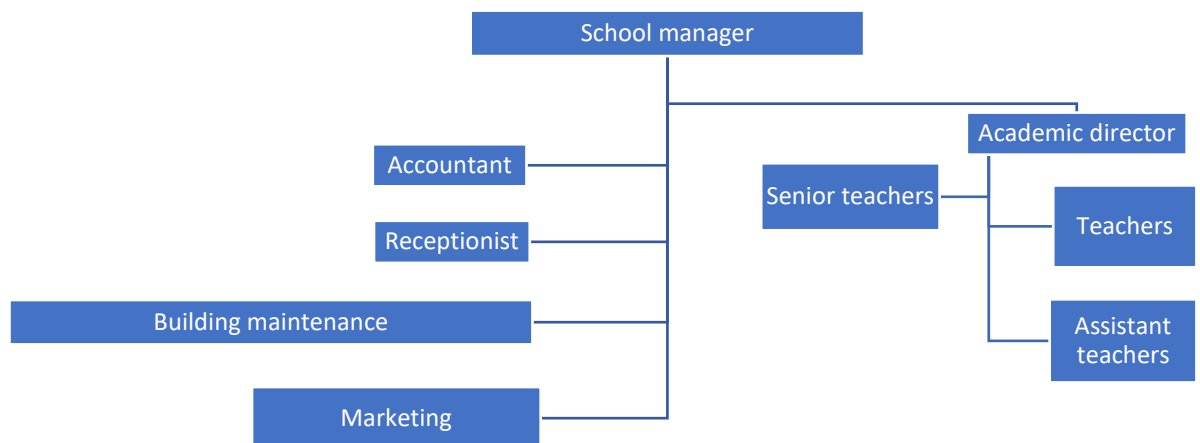 School manager
Academic director
Accountant
Senior teachers
Receptionist
Teachers
Building maintenance
Assistant
teachers
Marketing